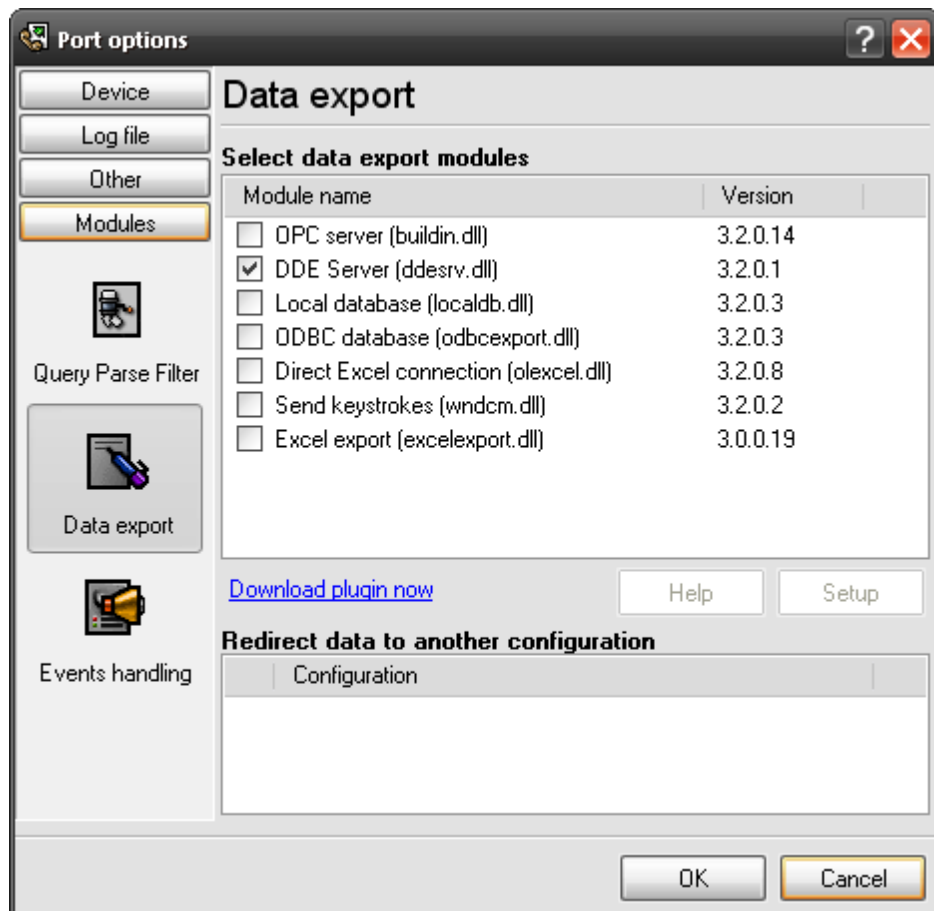 Port options
Device
Log file
Other
Modules
Query Parse Filter
Data export
Events handling
Data export
Select data export modules
Module name Version
OPC server (buildin.dll) 3.2.0.14
DDE Server (ddesrv.dll) 3.2.0.1
Local database (localdb.dll) 3.2.0.3
ODBC database (odbcexport.dll) 3.2.0.3
Direct Excel connection (olexcel.dll) 3.2.0.8
Send keystrokes (wndcm.dll) 3.2.0.2
Excel export (excelexport.dll) 3.0.0.19
Download plugin now Help Setup
Redirect data to another configuration
Configuration
OK Cancel